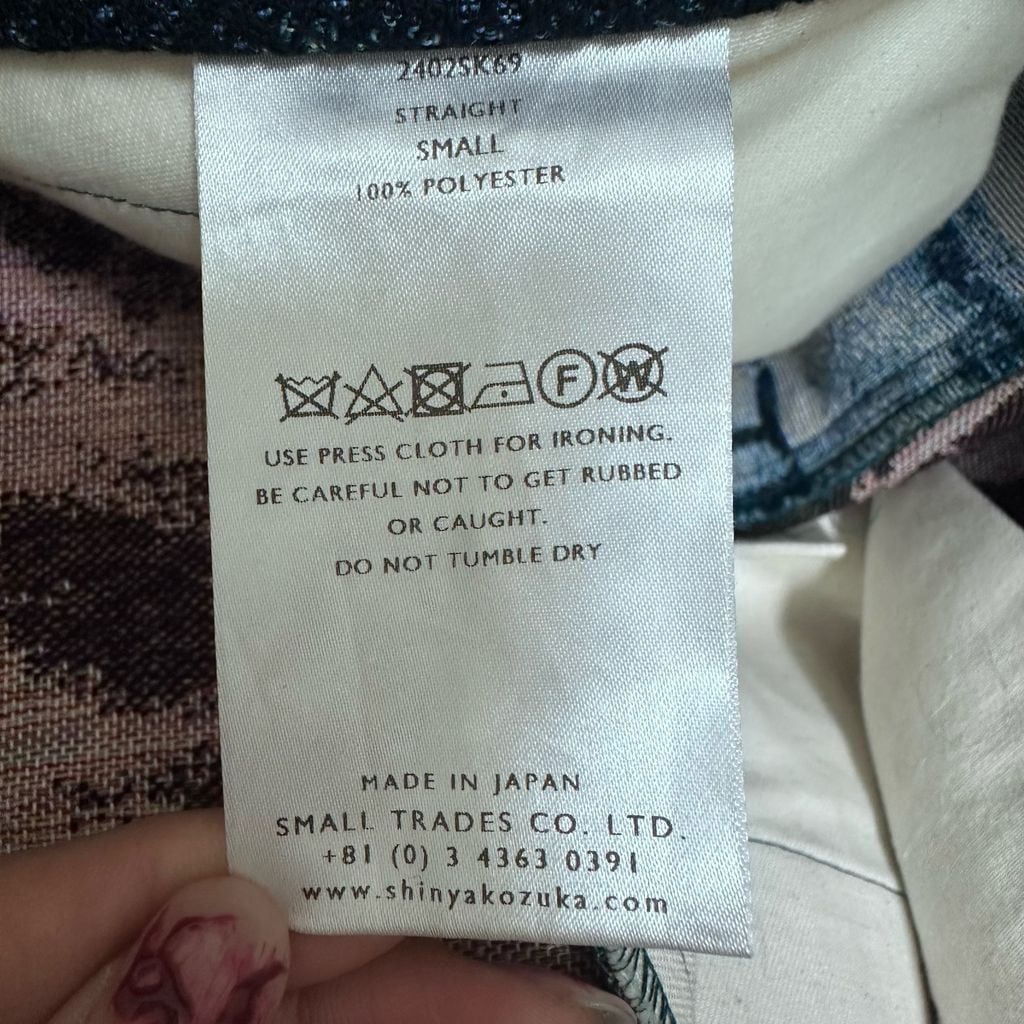 2402SK69
STRAIGHT
SMALL
100% POLYESTER
F W
USE PRESS CLOTH FOR IRONING.
BE CAREFUL NOT TO GET RUBBED
OR CAUGHT.
DO NOT TUMBLE DRY
MADE IN JAPAN
SMALL TRADES CO. LTD.
+81 (0) 3 4363 0391
www.shinyakozuka.com